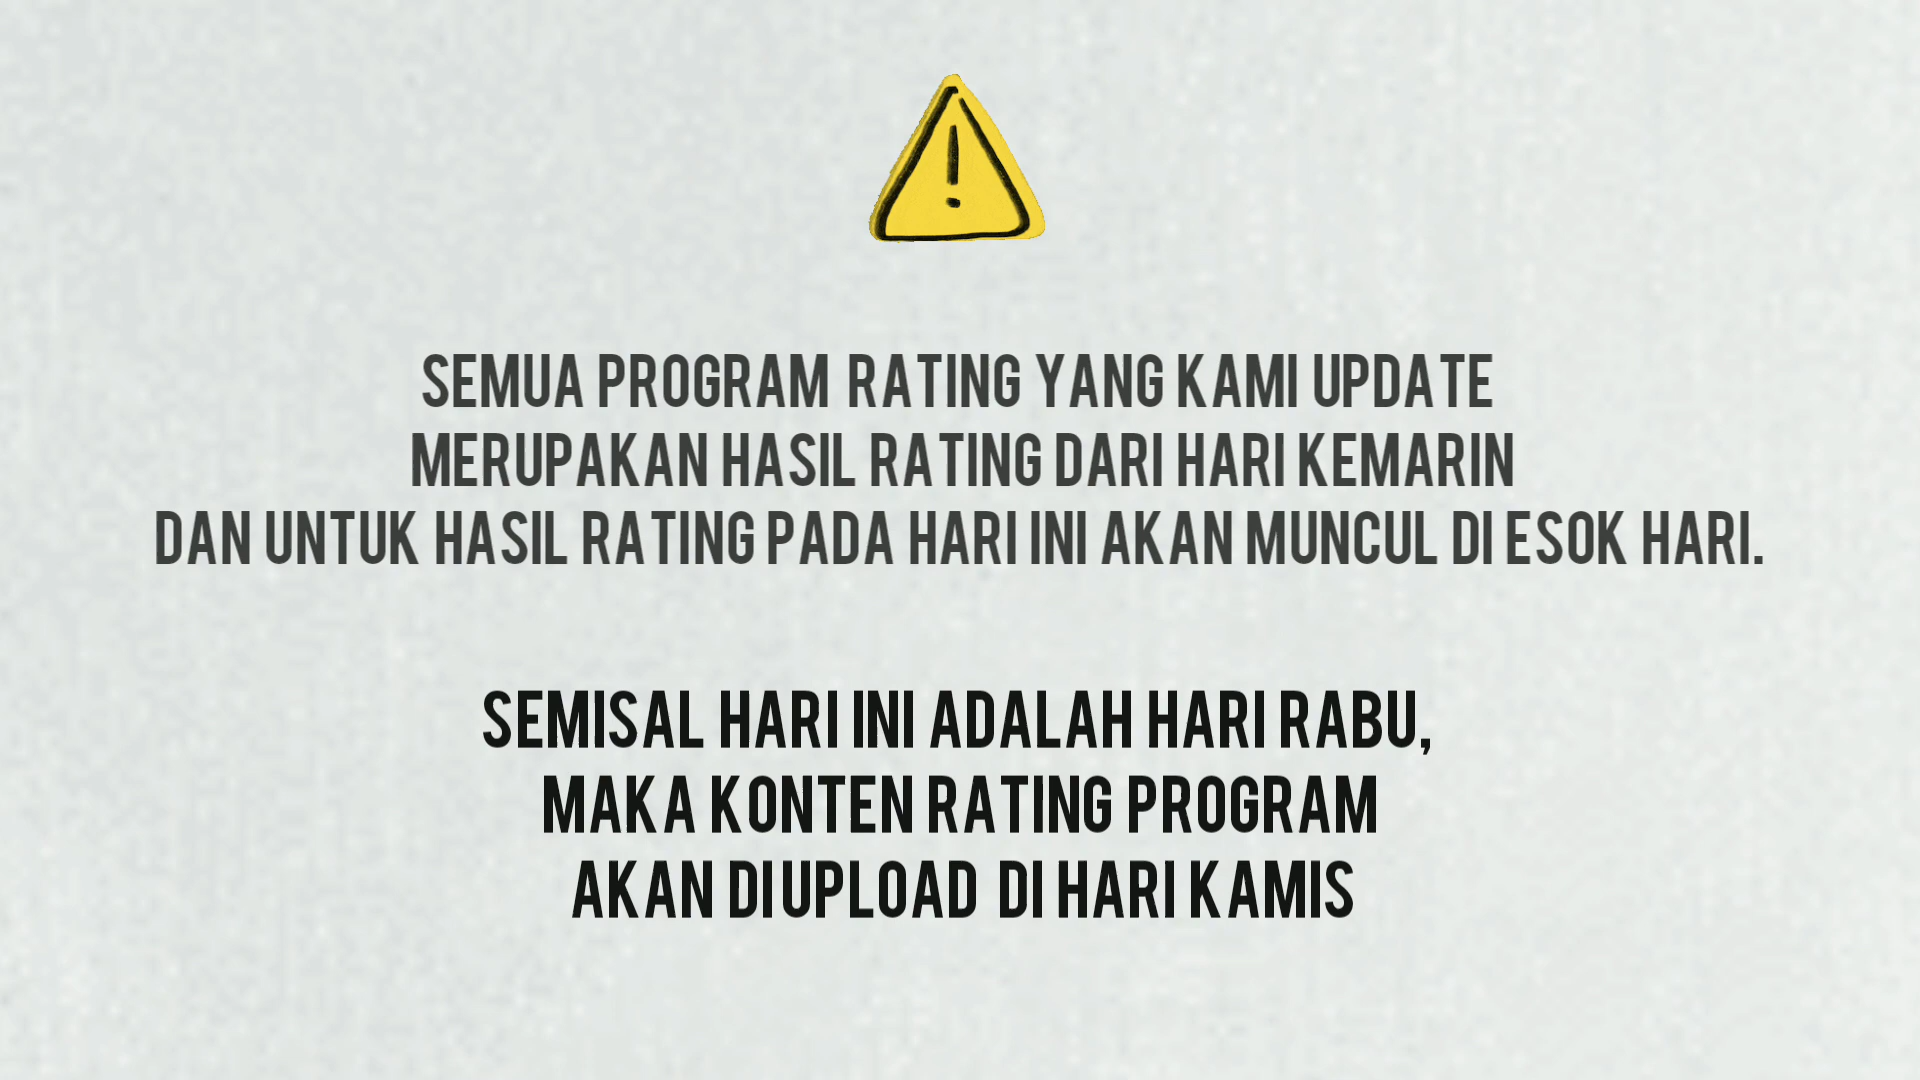 SEMUA PROGRAM RATING YANG KAMI UPDATE
MERUPAKAN HASIL RATING DARI HARI KEMARIN
DAN UNTUK HASIL RATING PADA HARI INI AKAN MUNCUL DI ESOK HARI.
SEMISAL HARI INI ADALAH HARI RABU,
MAKA KONTEN RATING PROGRAM
AKAN DIUPLOAD DI HARI KAMIS